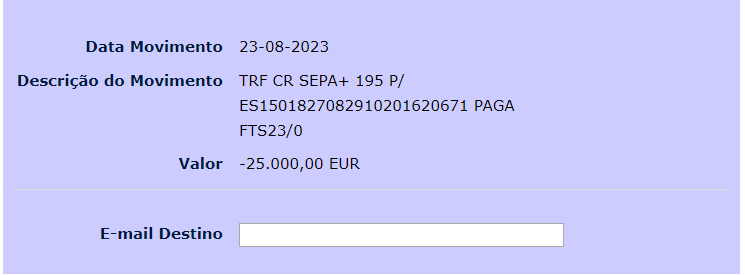 Data Movimento 23-08-2023
Descrição do Movimento TRF CR SEPA+ 195 P/
ES1501827082910201620671 PAGA
FTS23/0
Valor -25.000,00 EUR
E-mail Destino